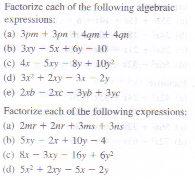 Factorize each of the following algebraic
expressions:
(a) 3pm + 3pn + 4qm + 4qn
(b) 3xy − 5x + 6y − 10
(c) 4x − 5xy − 8y + 10y²
(d) 3x² + 2xy − 3x − 2y
(e) 2xb − 2xc − 3yb + 3yc
Factorize each of the following expressions:
(a) 2mr + 2nr + 3ms + 3ns
(b) 5xy − 2x + 10y − 4
(c) 8x − 3xy − 16y + 6y²
(d) 5x² + 2xy − 5x − 2y